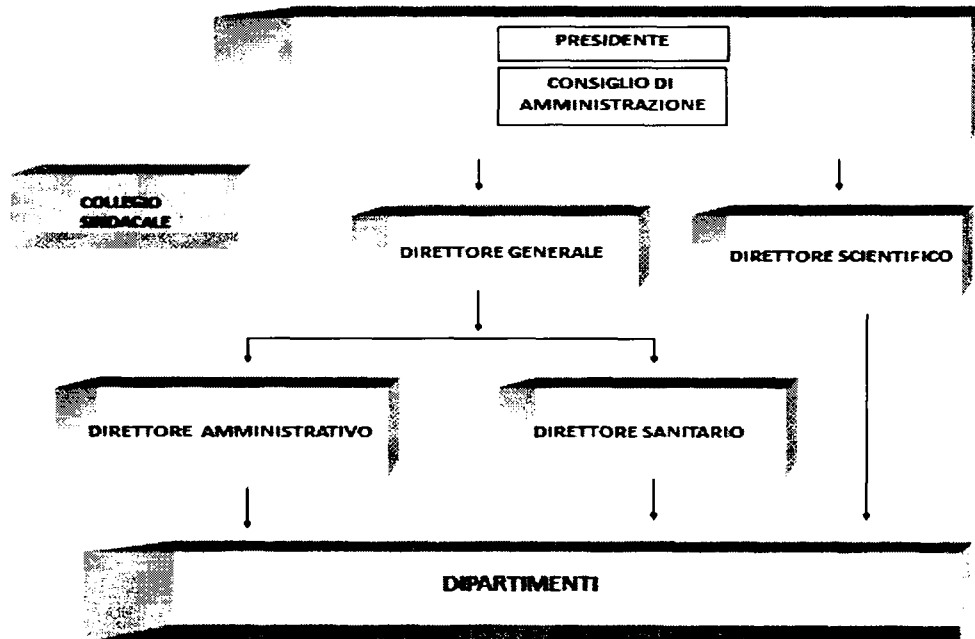 PRESIDENTE
CONSIGLIO DI
AMMINISTRAZIONE
COLLEGIO
SINDACALE
DIRETTORE GENERALE
DIRETTORE SCIENTIFICO
DIRETTORE AMMINISTRATIVO
DIRETTORE SANITARIO
DIPARTIMENTI